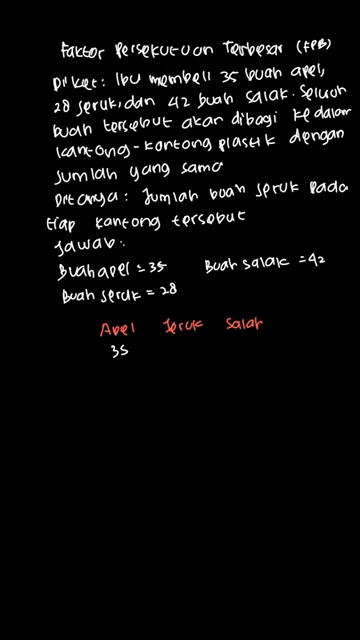 Faktor Persekutuan Terbesar (FPB)
Diket: Ibu membeli 35 buah apel,
28 jeruk, dan 42 buah salak. Seluruh
buah tersebut akan dibagi ke dalam
kantong-kantong plastik dengan
jumlah yang sama
Ditanya: Jumlah buah jeruk pada
tiap kantong tersebut
Jawab:
Buah apel = 35 Buah salak = 42
Buah jeruk = 28
Apel Jeruk Salak
35